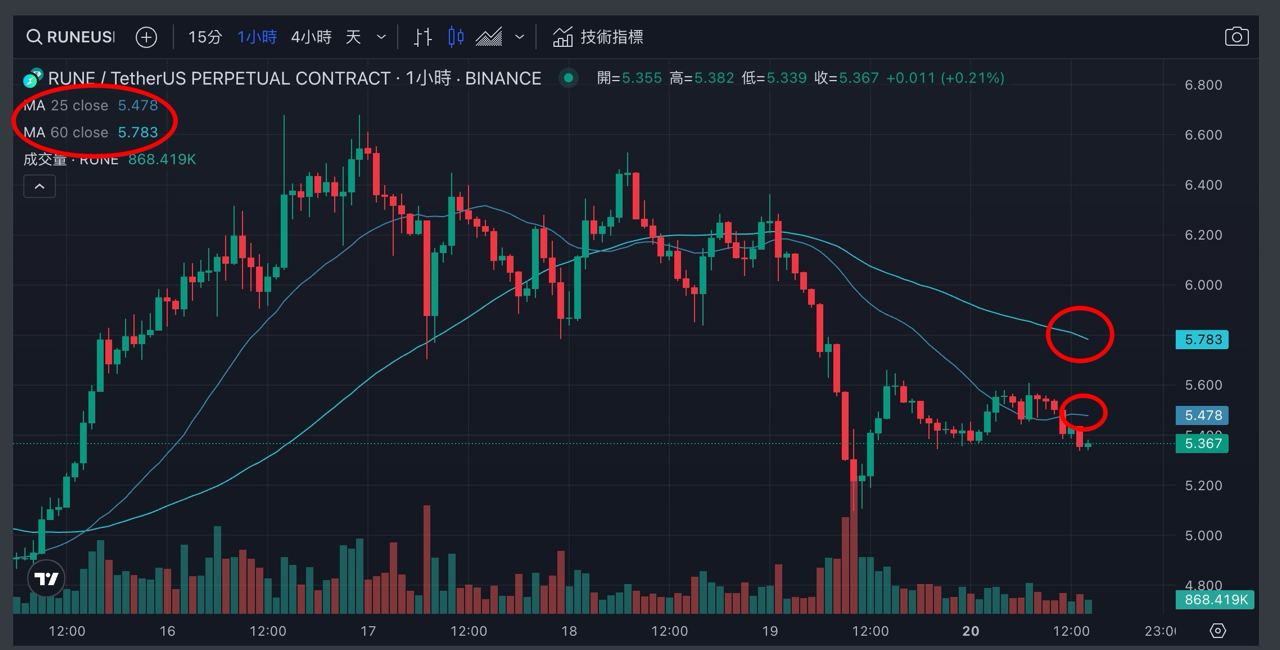 RUNEUS 15分 1小時 4小時 天 技術指標
RUNE / TetherUS PERPETUAL CONTRACT · 1小時 · BINANCE 開=5.355 高=5.382 低=5.339 收=5.367 +0.011 (+0.21%)
MA 25 close 5.478
MA 60 close 5.783
成交量 · RUNE 868.419K
6.800
6.600
6.400
6.200
6.000
5.783
5.600
5.478
5.400
5.367
5.200
5.000
4.800
868.419K
12:00 16 12:00 17 12:00 18 12:00 19 12:00 20 12:00 23:0